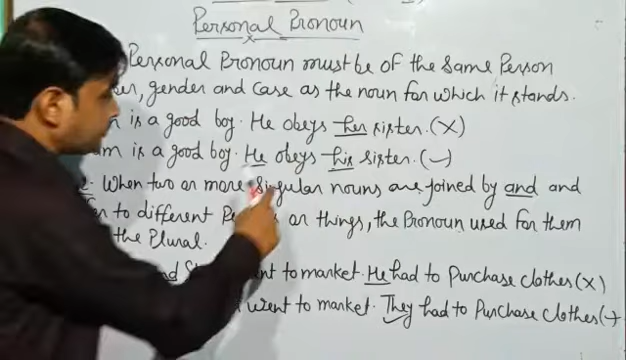 Personal Pronoun
Personal Pronoun must be of the same Person
gender and case as the noun for which it stands.
is a good boy. He obeys her sister. (X)
is a good boy. He obeys his sister. (✓)
When two or more singular nouns are joined by and and
to different or things, the Pronoun used for them
the Plural.
to market. He had to Purchase clothes (X)
went to market. They had to Purchase clothes (✓)